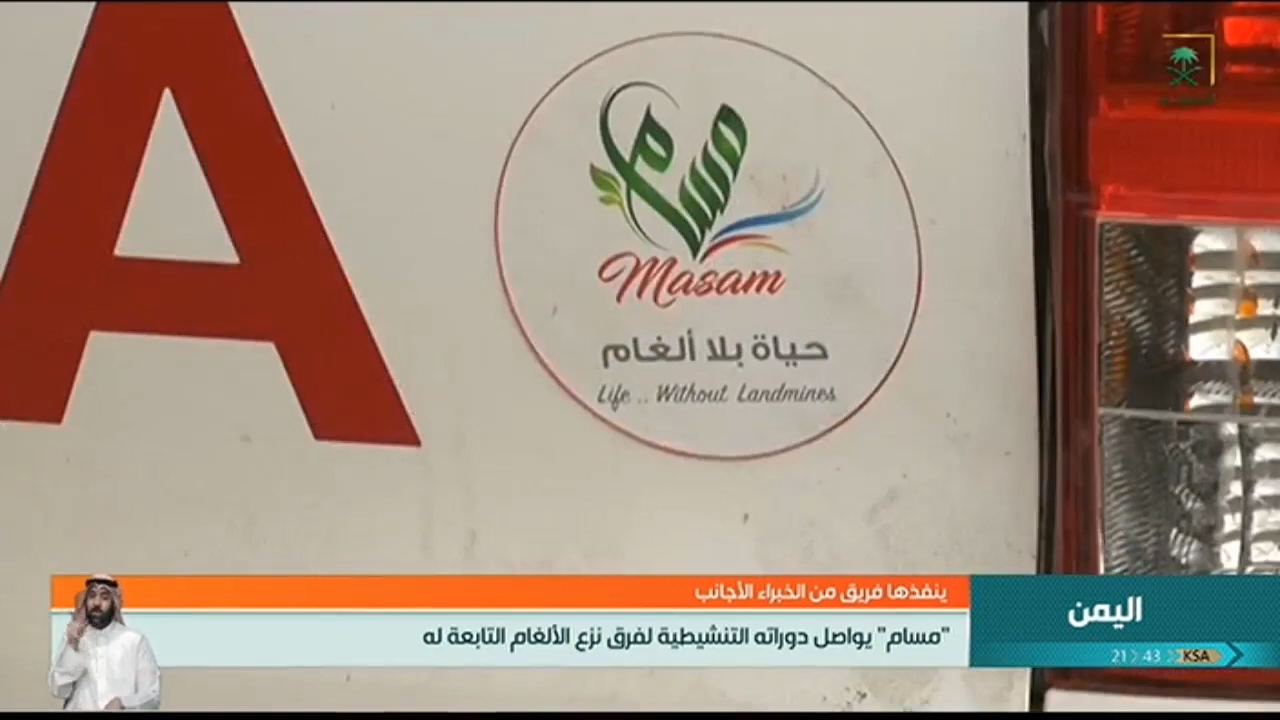 A
مسام
Masam
حياة بلا ألغام
Life .. Without Landmines
ينفذها فريق من الخبراء الأجانب
اليمن
"مسام" يواصل دوراته التنشيطية لفرق نزع الألغام التابعة له
21 43 KSA